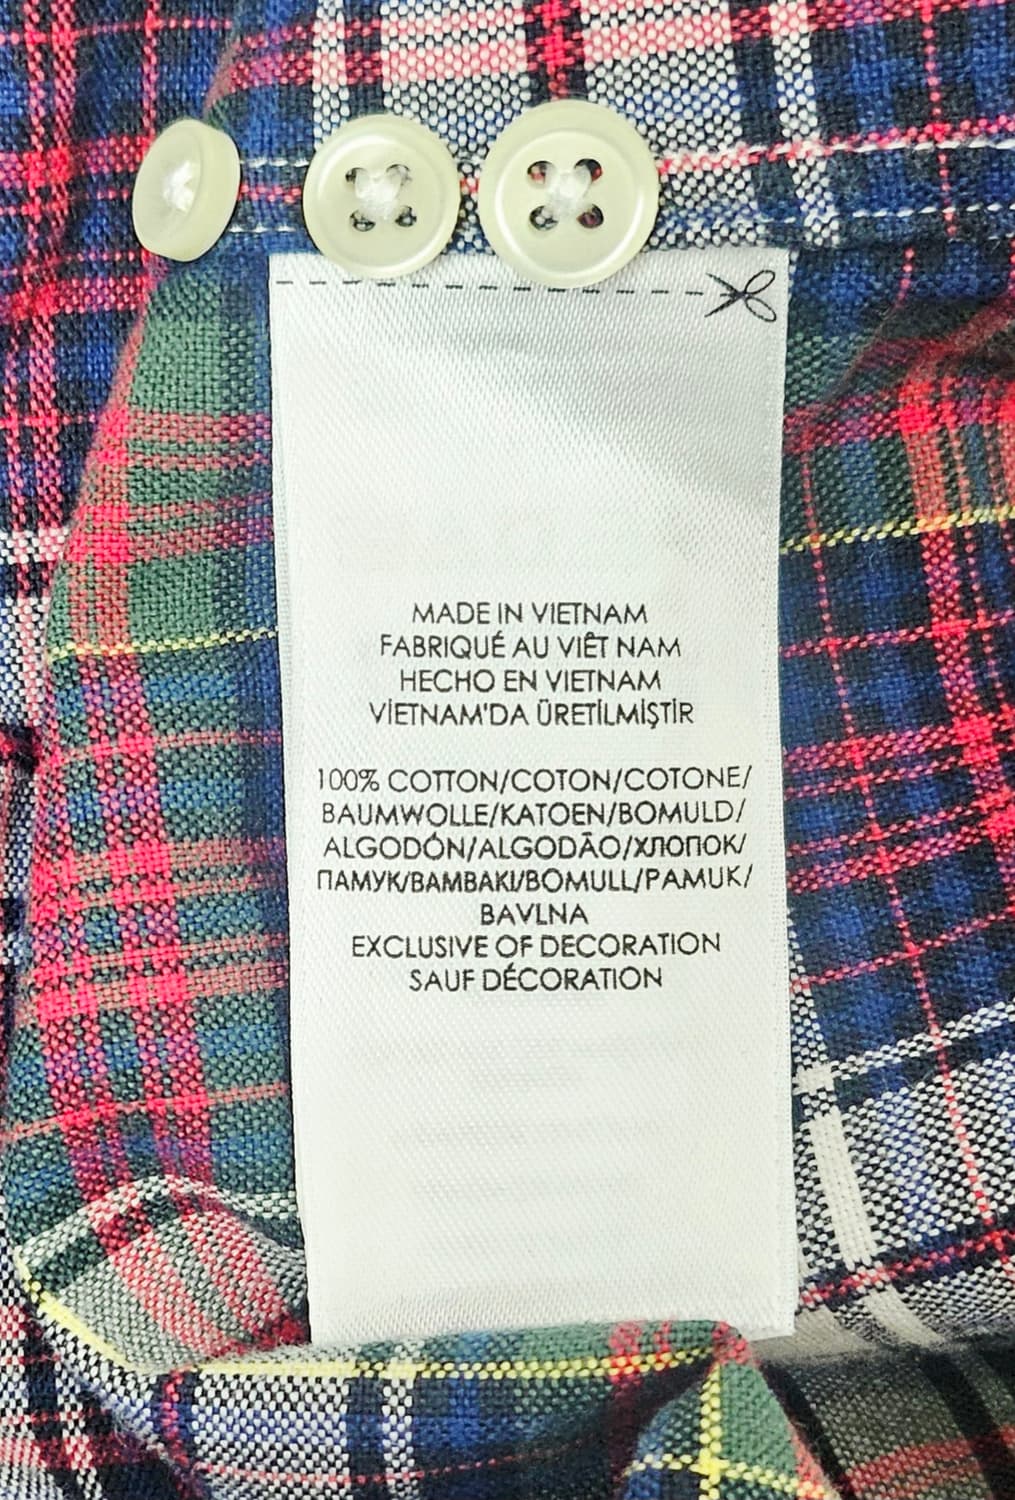 MADE IN VIETNAM
FABRIQUÉ AU VIÊT NAM
HECHO EN VIETNAM
VİETNAM'DA ÜRETİLMİŞTİR
100% COTTON/COTON/COTONE/
BAUMWOLLE/KATOEN/BOMULD/
ALGODÓN/ALGODÃO/ХЛОПОК/
ПАМУК/BAMBAKI/BOMULL/PAMUK/
BAVLNA
EXCLUSIVE OF DECORATION
SAUF DÉCORATION